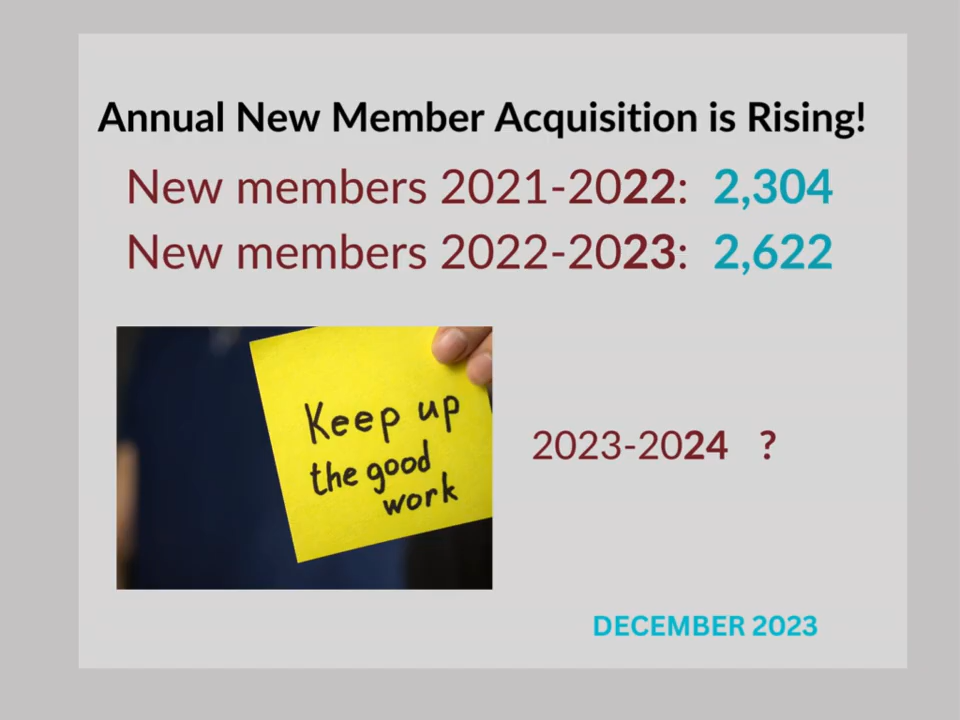 Annual New Member Acquisition is Rising!
New members 2021-2022: 2,304
New members 2022-2023: 2,622
Keep up
the good
work
2023-2024 ?
DECEMBER 2023